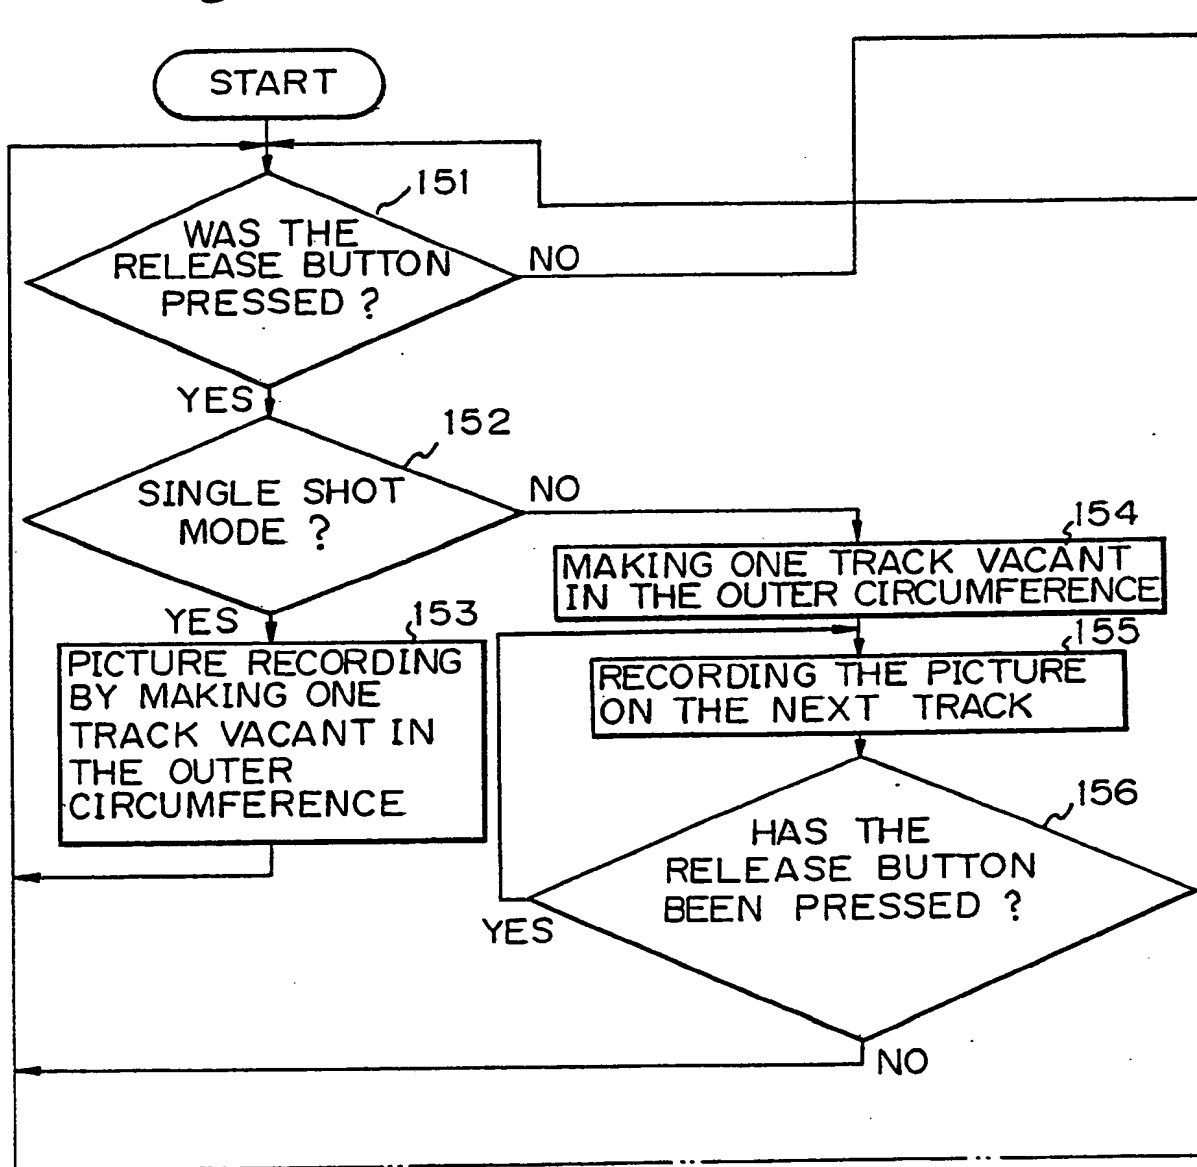 START
151
WAS THE
RELEASE BUTTON
PRESSED ?
NO
YES
152
SINGLE SHOT
MODE ?
NO
YES
153
PICTURE RECORDING
BY MAKING ONE
TRACK VACANT IN
THE OUTER
CIRCUMFERENCE
154
MAKING ONE TRACK VACANT
IN THE OUTER CIRCUMFERENCE
155
RECORDING THE PICTURE
ON THE NEXT TRACK
156
HAS THE
RELEASE BUTTON
BEEN PRESSED ?
YES
NO